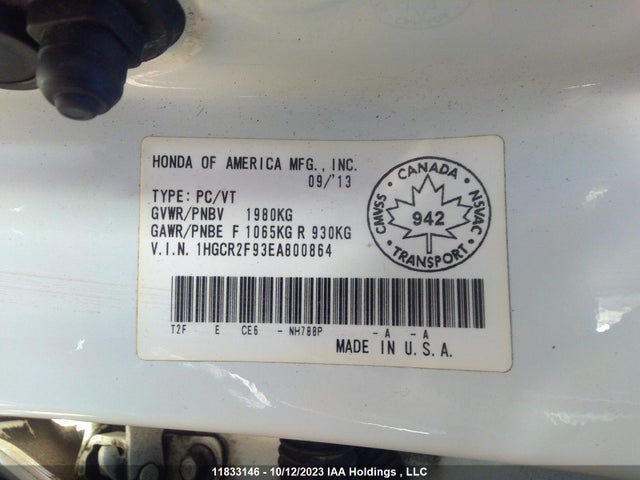 HONDA OF AMERICA MFG., INC.
09/'13
TYPE: PC/VT
GVWR/PNBV 1980KG
GAWR/PNBE F 1065KG R 930KG
V.I.N. 1HGCR2F93EA800864
CANADA
CMVSS
942
NSVAC
TRANSPORT
T2F E CE6 - NH788P - A - A
MADE IN U.S.A.
11833146 - 10/12/2023 IAA Holdings , LLC